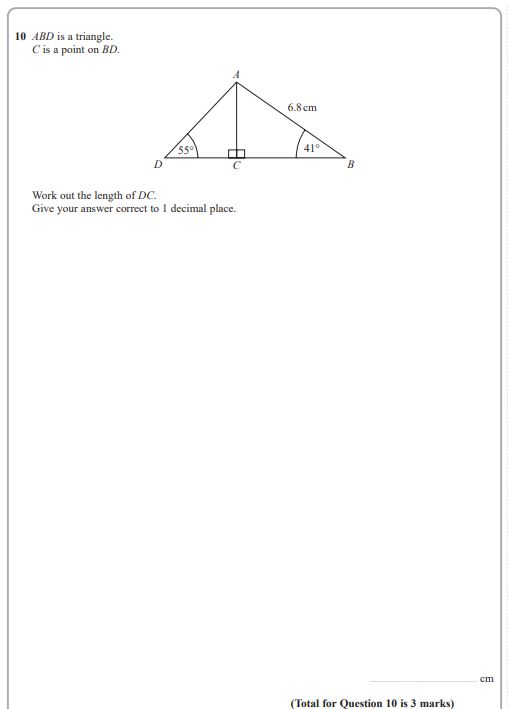 10 ABD is a triangle.
C is a point on BD.
A
6.8 cm
55°
41°
D
C
B
Work out the length of DC.
Give your answer correct to 1 decimal place.
cm
(Total for Question 10 is 3 marks)